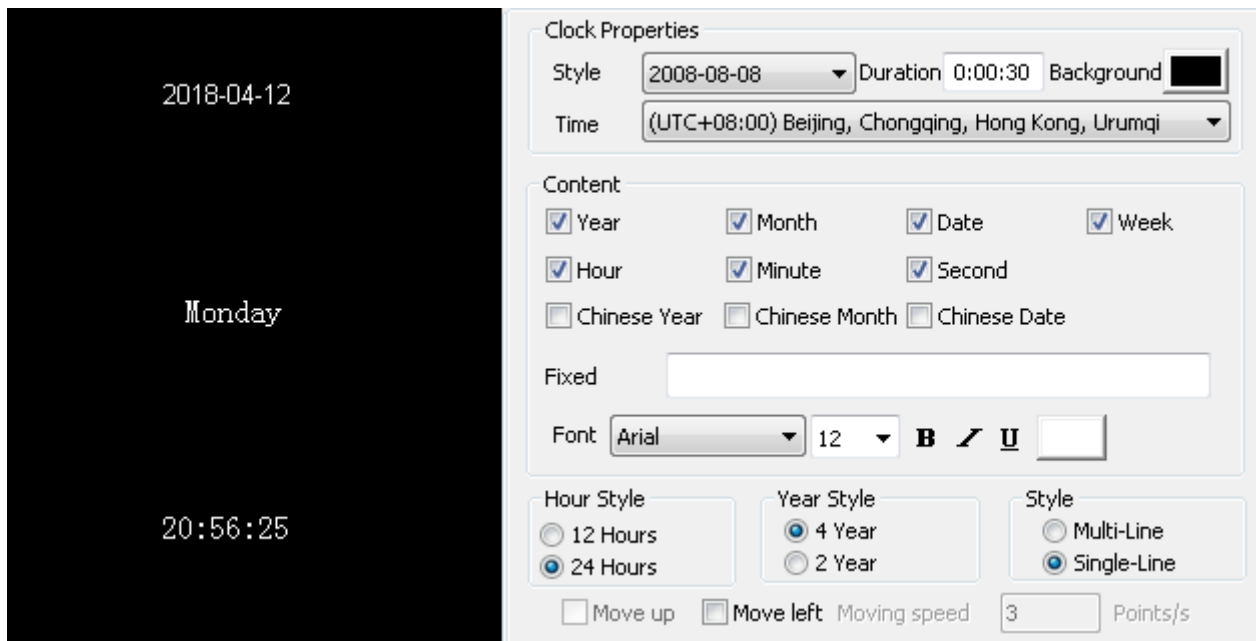 2018-04-12
Monday
20:56:25
Clock Properties
Style 2008-08-08 Duration 0:00:30 Background
Time (UTC+08:00) Beijing, Chongqing, Hong Kong, Urumqi
Content
Year Month Date Week
Hour Minute Second
Chinese Year Chinese Month Chinese Date
Fixed
Font Arial 12 B I U
Hour Style Year Style Style
12 Hours 4 Year Multi-Line
24 Hours 2 Year Single-Line
Move up Move left Moving speed 3 Points/s